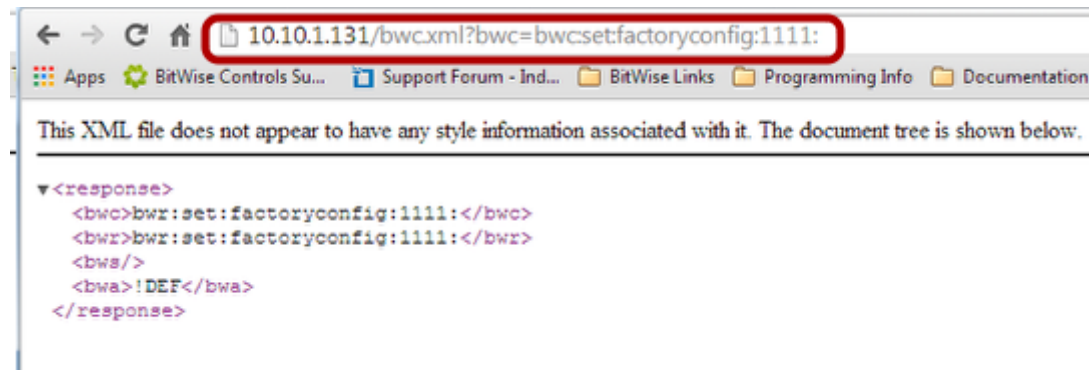 10.10.1.131/bwc.xml?bwc=bwc:set:factoryconfig:1111:
Apps BitWise Controls Su... Support Forum - Ind... BitWise Links Programming Info Documentation
This XML file does not appear to have any style information associated with it. The document tree is shown below.
▼<response>
<bwc>bwr:set:factoryconfig:1111:</bwc>
<bwr>bwr:set:factoryconfig:1111:</bwr>
<bws/>
<bwa>!DEF</bwa>
</response>